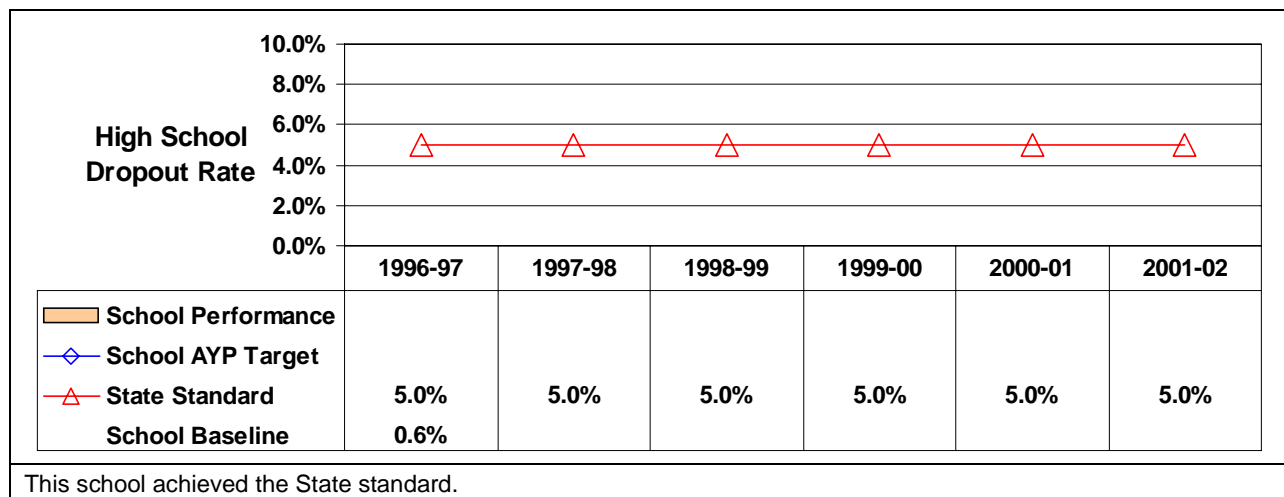 High School
Dropout Rate
10.0%
8.0%
6.0%
4.0%
2.0%
0.0%
1996-97 1997-98 1998-99 1999-00 2000-01 2001-02
School Performance
School AYP Target
State Standard 5.0% 5.0% 5.0% 5.0% 5.0% 5.0%
School Baseline 0.6%
This school achieved the State standard.